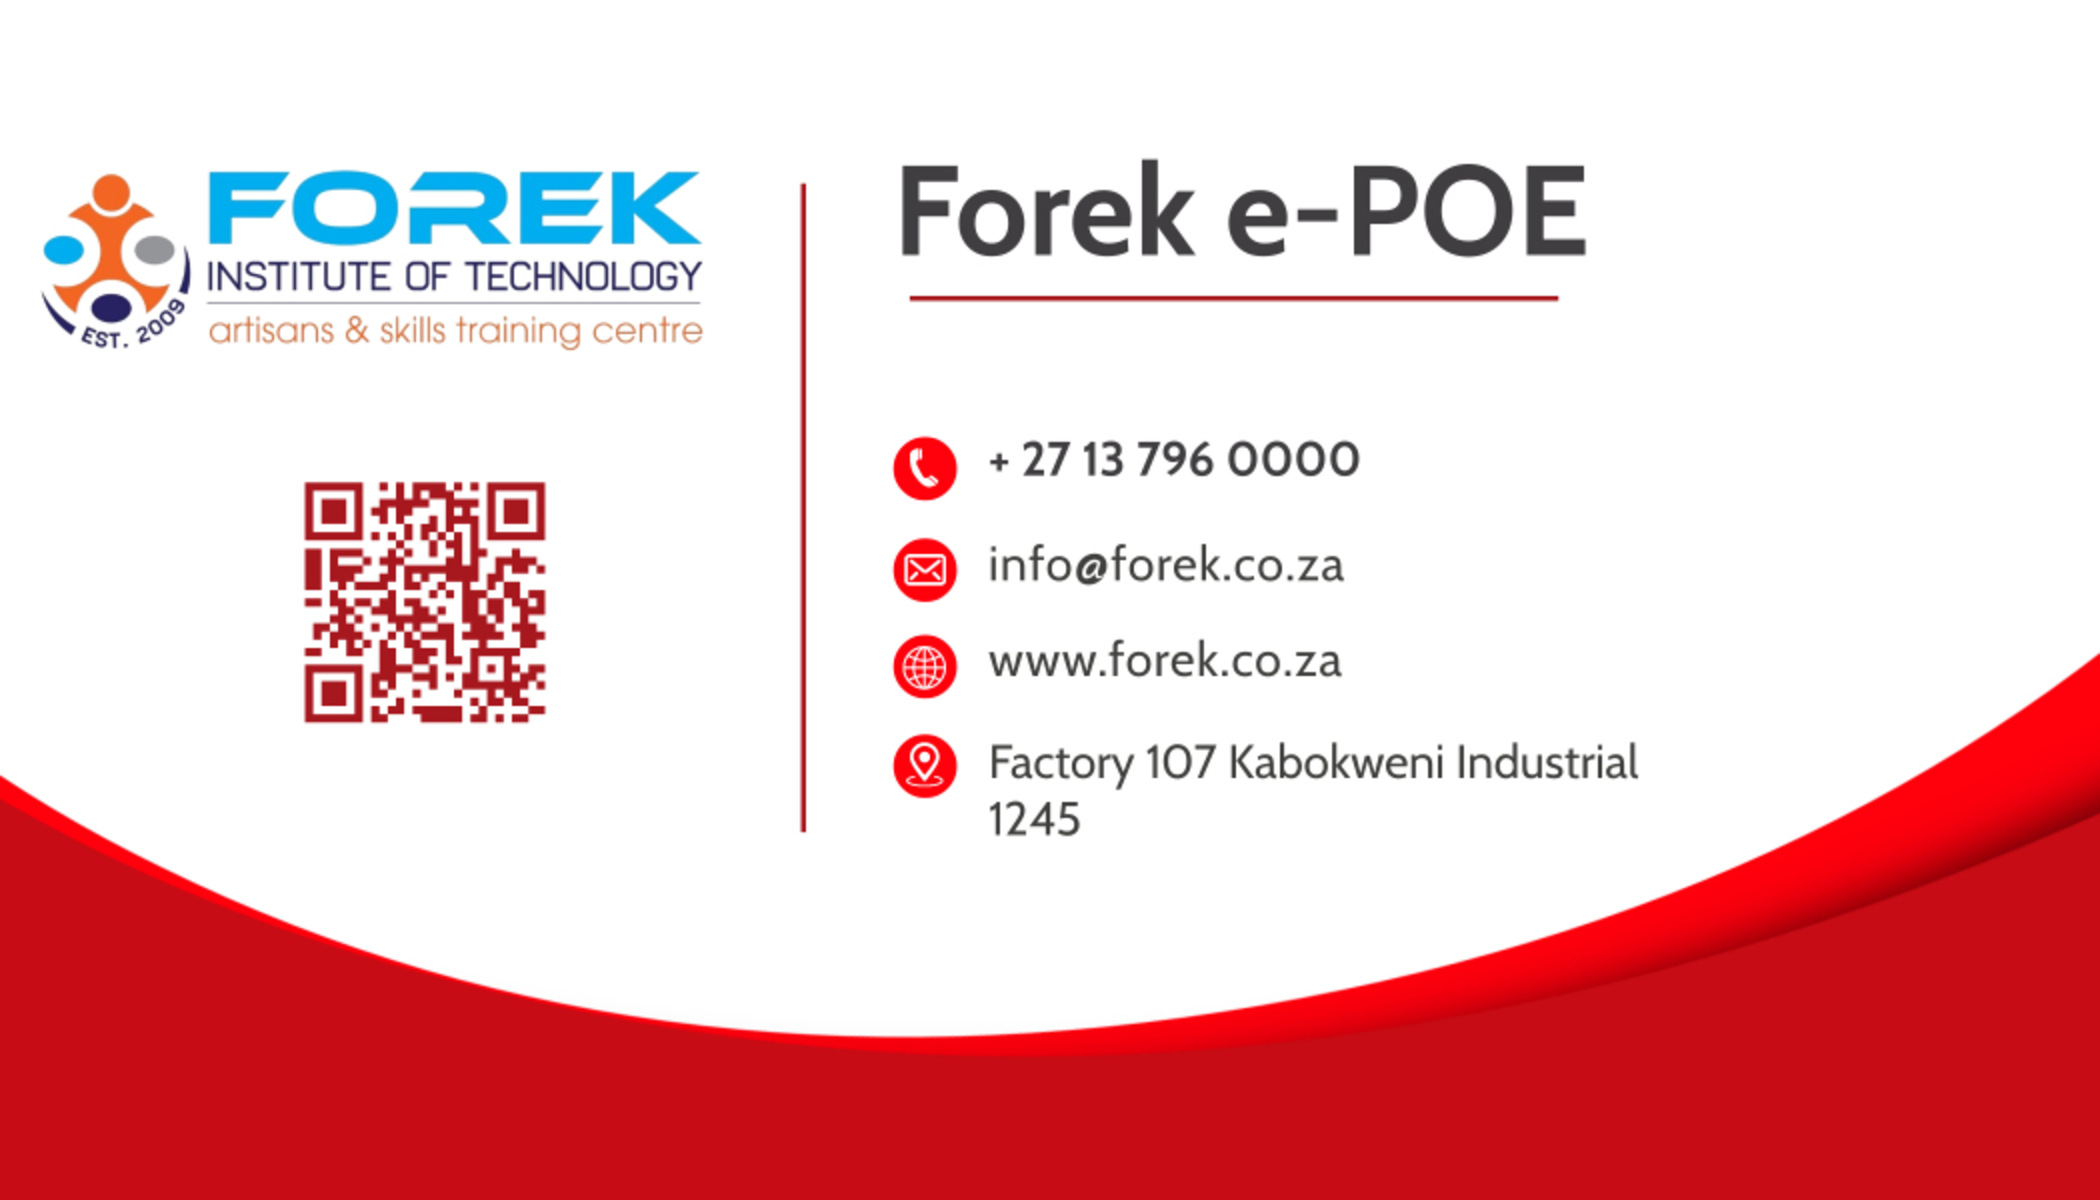 FOREK
INSTITUTE OF TECHNOLOGY
artisans & skills training centre
EST. 2009
Forek e-POE
+ 27 13 796 0000
info@forek.co.za
www.forek.co.za
Factory 107 Kabokweni Industrial
1245